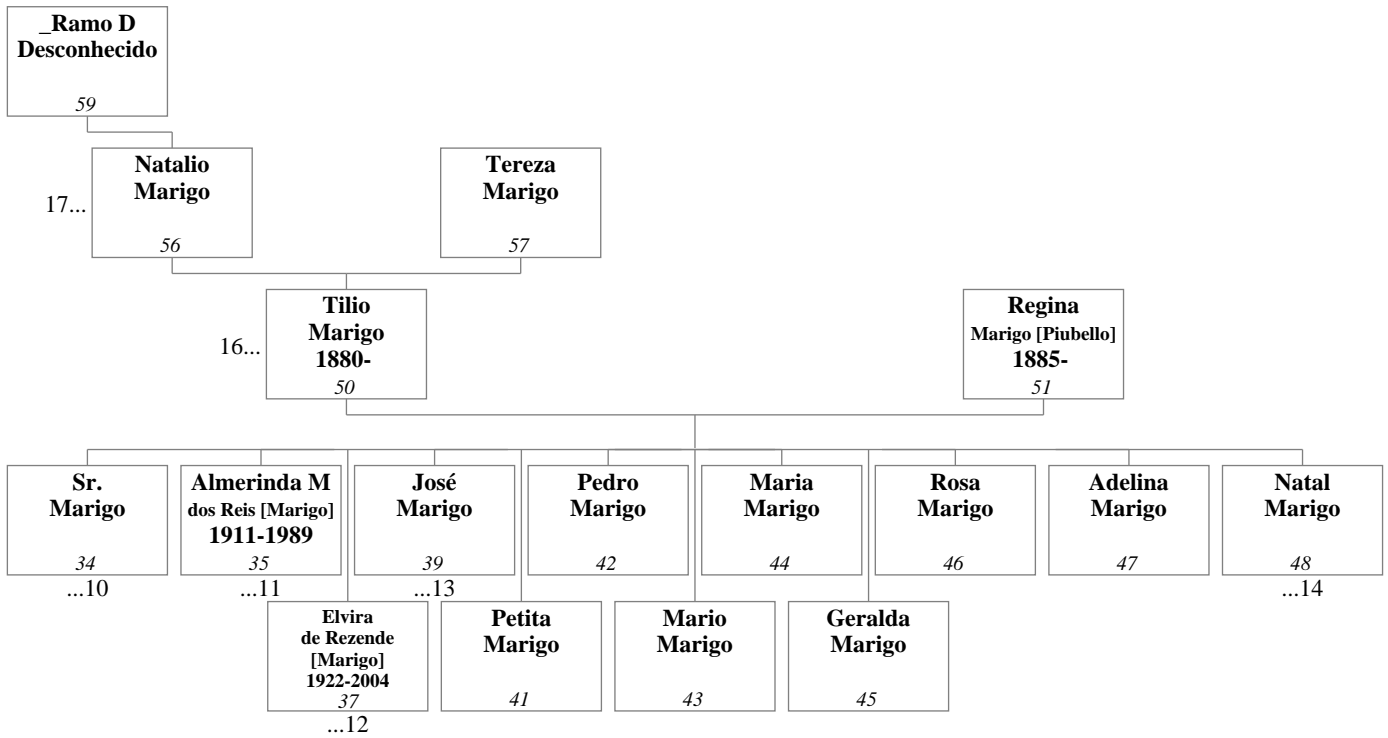 _Ramo D
Desconhecido
59
Natalio
Marigo
17...
56
Tereza
Marigo
57
Tilio
Marigo
1880-
16...
50
Regina
Marigo [Piubello]
1885-
51
Sr.
Marigo
34
...10
Almerinda M
dos Reis [Marigo]
1911-1989
35
...11
José
Marigo
39
...13
Pedro
Marigo
42
Maria
Marigo
44
Rosa
Marigo
46
Adelina
Marigo
47
Natal
Marigo
48
...14
Elvira
de Rezende
[Marigo]
1922-2004
37
...12
Petita
Marigo
41
Mario
Marigo
43
Geralda
Marigo
45